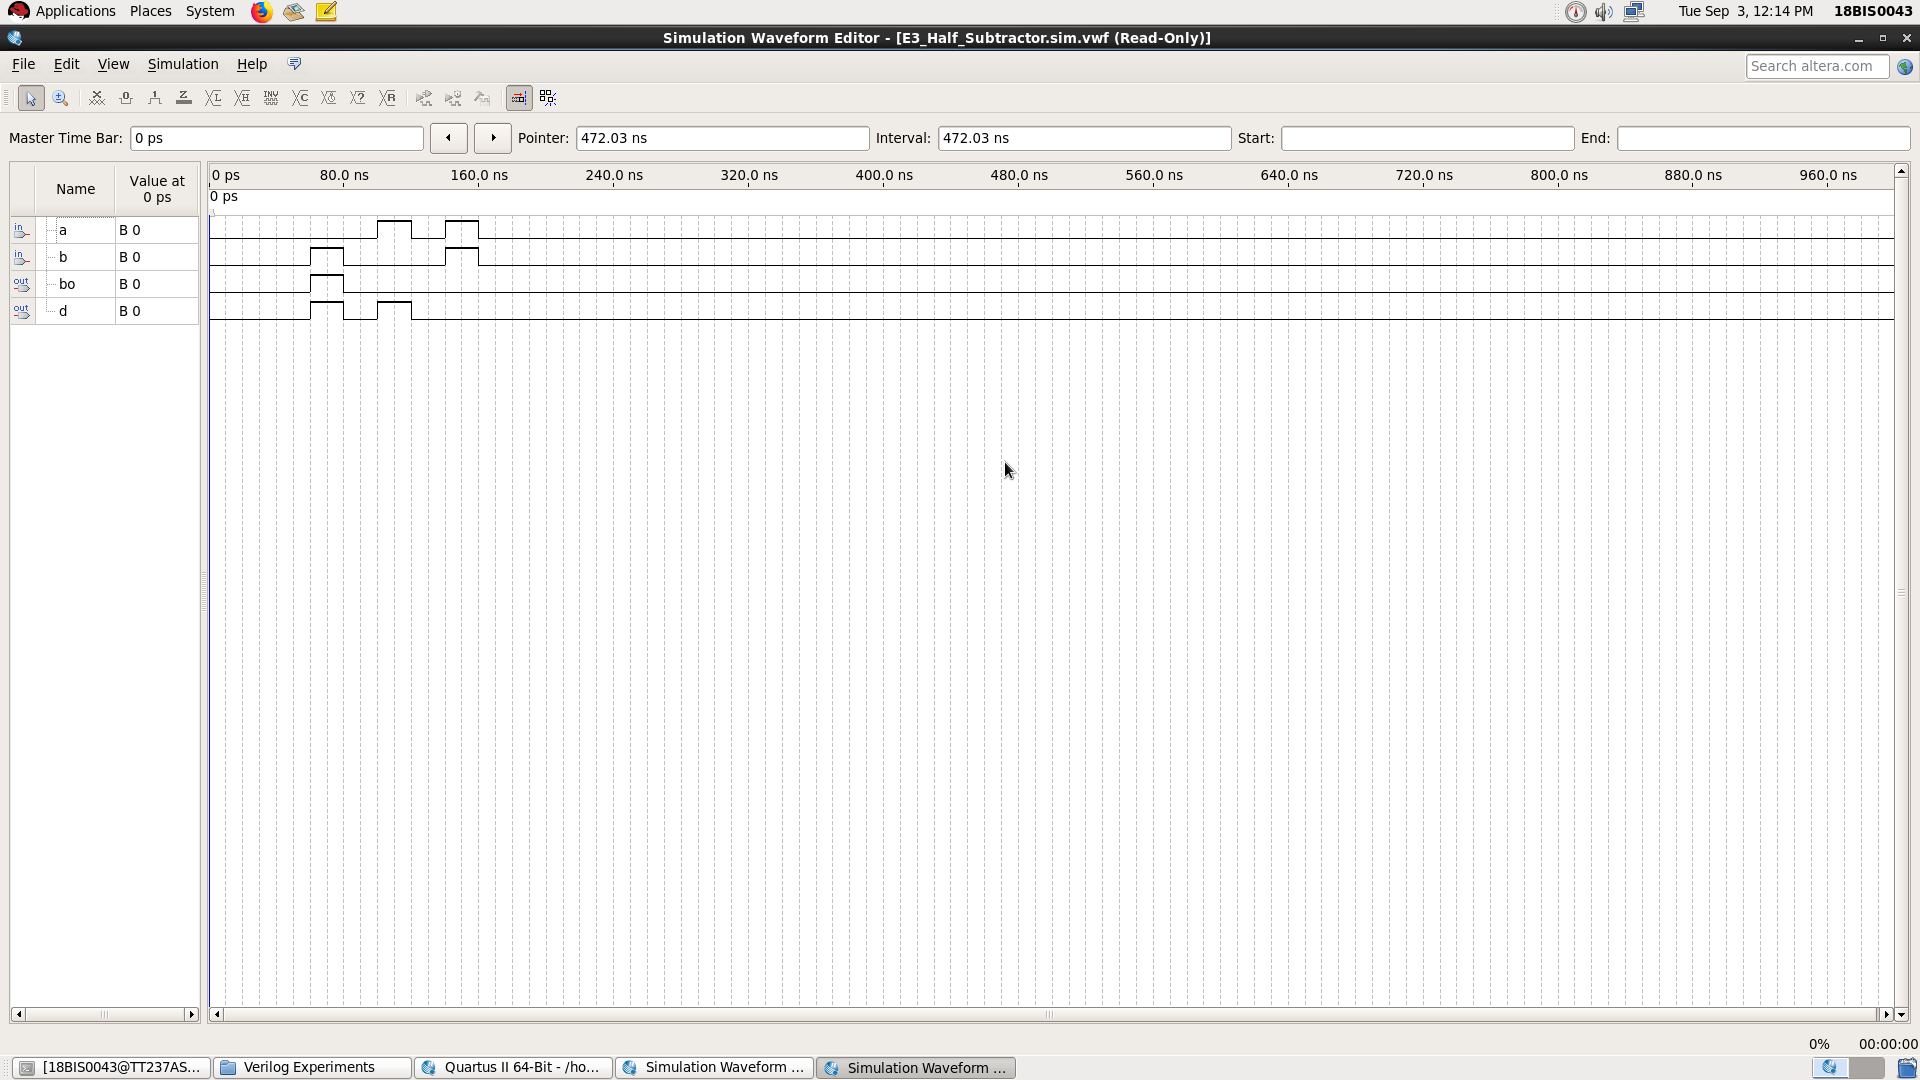 Applications Places System Tue Sep 3, 12:14 PM 18BIS0043
Simulation Waveform Editor - [E3_Half_Subtractor.sim.vwf (Read-Only)]
File Edit View Simulation Help Search altera.com
Master Time Bar: 0 ps Pointer: 472.03 ns Interval: 472.03 ns Start: End:
Name Value at 0 ps
0 ps 80.0 ns 160.0 ns 240.0 ns 320.0 ns 400.0 ns 480.0 ns 560.0 ns 640.0 ns 720.0 ns 800.0 ns 880.0 ns 960.0 ns
0 ps
in a B 0
in b B 0
out bo B 0
out d B 0
0% 00:00:00
[18BIS0043@TT237AS... Verilog Experiments Quartus II 64-Bit - /ho... Simulation Waveform ... Simulation Waveform ...